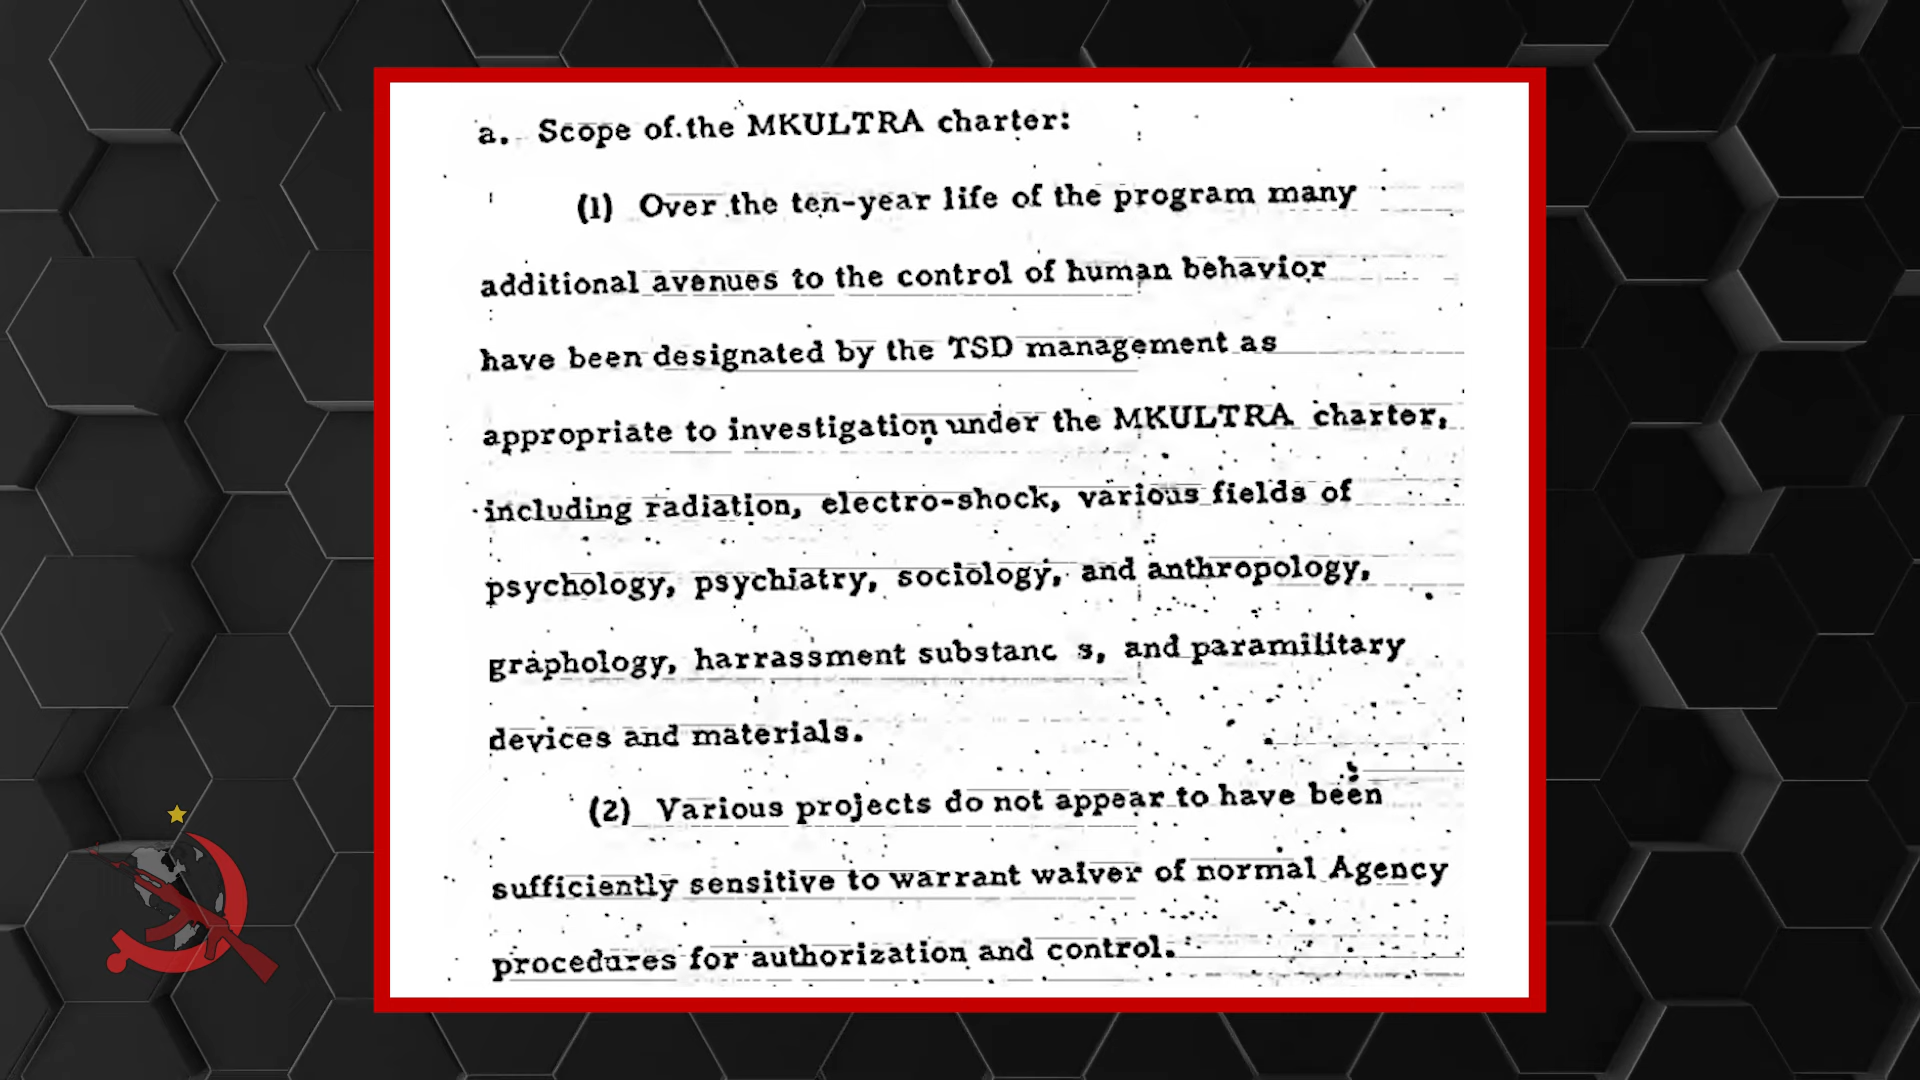 a. Scope of the MKULTRA charter:
(1) Over the ten-year life of the program many
additional avenues to the control of human behavior
have been designated by the TSD management as
appropriate to investigation under the MKULTRA charter,
including radiation, electro-shock, various fields of
psychology, psychiatry, sociology, and anthropology,
graphology, harrassment substanc s, and paramilitary
devices and materials.
(2) Various projects do not appear to have been
sufficiently sensitive to warrant waiver of normal Agency
procedures for authorization and control.